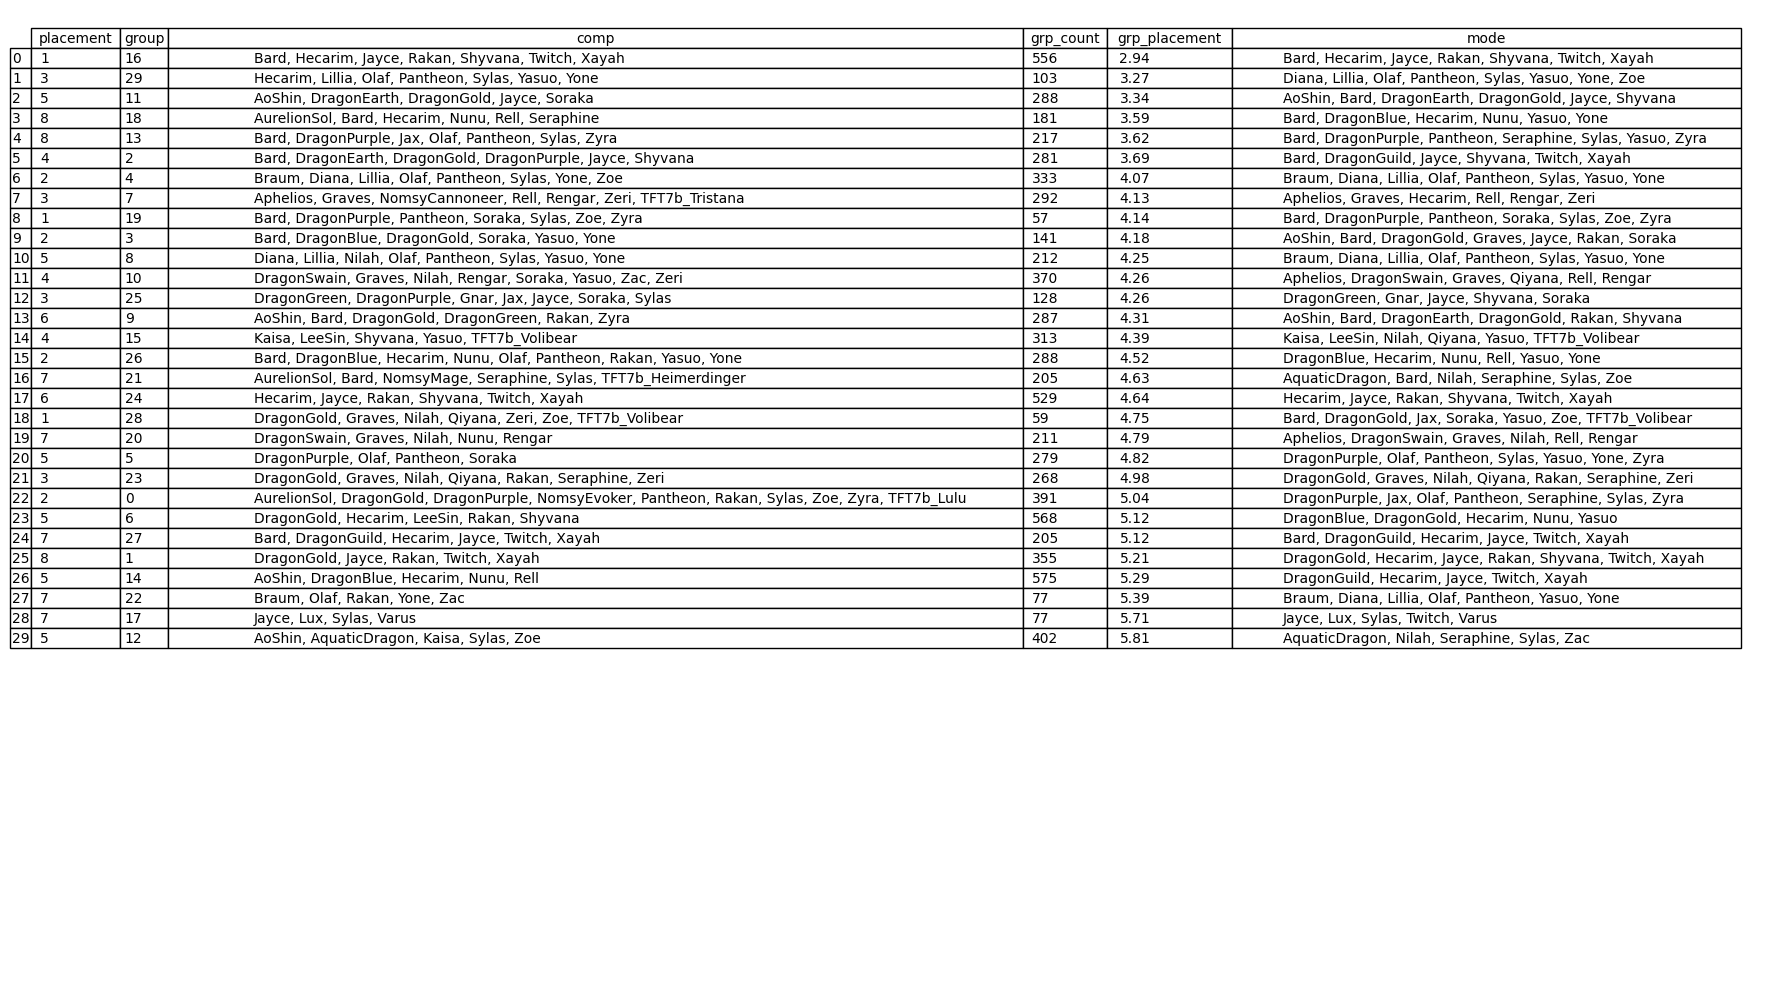 placement group comp grp_count grp_placement mode
0 1 16 Bard, Hecarim, Jayce, Rakan, Shyvana, Twitch, Xayah 556 2.94 Bard, Hecarim, Jayce, Rakan, Shyvana, Twitch, Xayah
1 3 29 Hecarim, Lillia, Olaf, Pantheon, Sylas, Yasuo, Yone 103 3.27 Diana, Lillia, Olaf, Pantheon, Sylas, Yasuo, Yone, Zoe
2 5 11 AoShin, DragonEarth, DragonGold, Jayce, Soraka 288 3.34 AoShin, Bard, DragonEarth, DragonGold, Jayce, Shyvana
3 8 18 AurelionSol, Bard, Hecarim, Nunu, Rell, Seraphine 181 3.59 Bard, DragonBlue, Hecarim, Nunu, Yasuo, Yone
4 8 13 Bard, DragonPurple, Jax, Olaf, Pantheon, Sylas, Zyra 217 3.62 Bard, DragonPurple, Pantheon, Seraphine, Sylas, Yasuo, Zyra
5 4 2 Bard, DragonEarth, DragonGold, DragonPurple, Jayce, Shyvana 281 3.69 Bard, DragonGuild, Jayce, Shyvana, Twitch, Xayah
6 2 4 Braum, Diana, Lillia, Olaf, Pantheon, Sylas, Yone, Zoe 333 4.07 Braum, Diana, Lillia, Olaf, Pantheon, Sylas, Yasuo, Yone
7 3 7 Aphelios, Graves, NomsyCannoneer, Rell, Rengar, Zeri, TFT7b_Tristana 292 4.13 Aphelios, Graves, Hecarim, Rell, Rengar, Zeri
8 1 19 Bard, DragonPurple, Pantheon, Soraka, Sylas, Zoe, Zyra 57 4.14 Bard, DragonPurple, Pantheon, Soraka, Sylas, Zoe, Zyra
9 2 3 Bard, DragonBlue, DragonGold, Soraka, Yasuo, Yone 141 4.18 AoShin, Bard, DragonGold, Graves, Jayce, Rakan, Soraka
10 5 8 Diana, Lillia, Nilah, Olaf, Pantheon, Sylas, Yasuo, Yone 212 4.25 Braum, Diana, Lillia, Olaf, Pantheon, Sylas, Yasuo, Yone
11 4 10 DragonSwain, Graves, Nilah, Rengar, Soraka, Yasuo, Zac, Zeri 370 4.26 Aphelios, DragonSwain, Graves, Qiyana, Rell, Rengar
12 3 25 DragonGreen, DragonPurple, Gnar, Jax, Jayce, Soraka, Sylas 128 4.26 DragonGreen, Gnar, Jayce, Shyvana, Soraka
13 6 9 AoShin, Bard, DragonGold, DragonGreen, Rakan, Zyra 287 4.31 AoShin, Bard, DragonEarth, DragonGold, Rakan, Shyvana
14 4 15 Kaisa, LeeSin, Shyvana, Yasuo, TFT7b_Volibear 313 4.39 Kaisa, LeeSin, Nilah, Qiyana, Yasuo, TFT7b_Volibear
15 2 26 Bard, DragonBlue, Hecarim, Nunu, Olaf, Pantheon, Rakan, Yasuo, Yone 288 4.52 DragonBlue, Hecarim, Nunu, Rell, Yasuo, Yone
16 7 21 AurelionSol, Bard, NomsyMage, Seraphine, Sylas, TFT7b_Heimerdinger 205 4.63 AquaticDragon, Bard, Nilah, Seraphine, Sylas, Zoe
17 6 24 Hecarim, Jayce, Rakan, Shyvana, Twitch, Xayah 529 4.64 Hecarim, Jayce, Rakan, Shyvana, Twitch, Xayah
18 1 28 DragonGold, Graves, Nilah, Qiyana, Zeri, Zoe, TFT7b_Volibear 59 4.75 Bard, DragonGold, Jax, Soraka, Yasuo, Zoe, TFT7b_Volibear
19 7 20 DragonSwain, Graves, Nilah, Nunu, Rengar 211 4.79 Aphelios, DragonSwain, Graves, Nilah, Rell, Rengar
20 5 5 DragonPurple, Olaf, Pantheon, Soraka 279 4.82 DragonPurple, Olaf, Pantheon, Sylas, Yasuo, Yone, Zyra
21 3 23 DragonGold, Graves, Nilah, Qiyana, Rakan, Seraphine, Zeri 268 4.98 DragonGold, Graves, Nilah, Qiyana, Rakan, Seraphine, Zeri
22 2 0 AurelionSol, DragonGold, DragonPurple, NomsyEvoker, Pantheon, Rakan, Sylas, Zoe, Zyra, TFT7b_Lulu 391 5.04 DragonPurple, Jax, Olaf, Pantheon, Seraphine, Sylas, Zyra
23 5 6 DragonGold, Hecarim, LeeSin, Rakan, Shyvana 568 5.12 DragonBlue, DragonGold, Hecarim, Nunu, Yasuo
24 7 27 Bard, DragonGuild, Hecarim, Jayce, Twitch, Xayah 205 5.12 Bard, DragonGuild, Hecarim, Jayce, Twitch, Xayah
25 8 1 DragonGold, Jayce, Rakan, Twitch, Xayah 355 5.21 DragonGold, Hecarim, Jayce, Rakan, Shyvana, Twitch, Xayah
26 5 14 AoShin, DragonBlue, Hecarim, Nunu, Rell 575 5.29 DragonGuild, Hecarim, Jayce, Twitch, Xayah
27 7 22 Braum, Olaf, Rakan, Yone, Zac 77 5.39 Braum, Diana, Lillia, Olaf, Pantheon, Yasuo, Yone
28 7 17 Jayce, Lux, Sylas, Varus 77 5.71 Jayce, Lux, Sylas, Twitch, Varus
29 5 12 AoShin, AquaticDragon, Kaisa, Sylas, Zoe 402 5.81 AquaticDragon, Nilah, Seraphine, Sylas, Zac